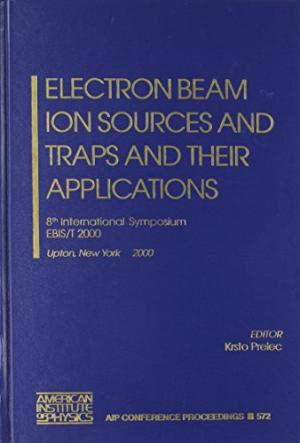 ELECTRON BEAM
ION SOURCES AND
TRAPS AND THEIR
APPLICATIONS
8th International Symposium
EBIS/T 2000
Upton, New York 2000
EDITOR
Krsto Prelec
AMERICAN
INSTITUTE
OF PHYSICS
AIP CONFERENCE PROCEEDINGS 572